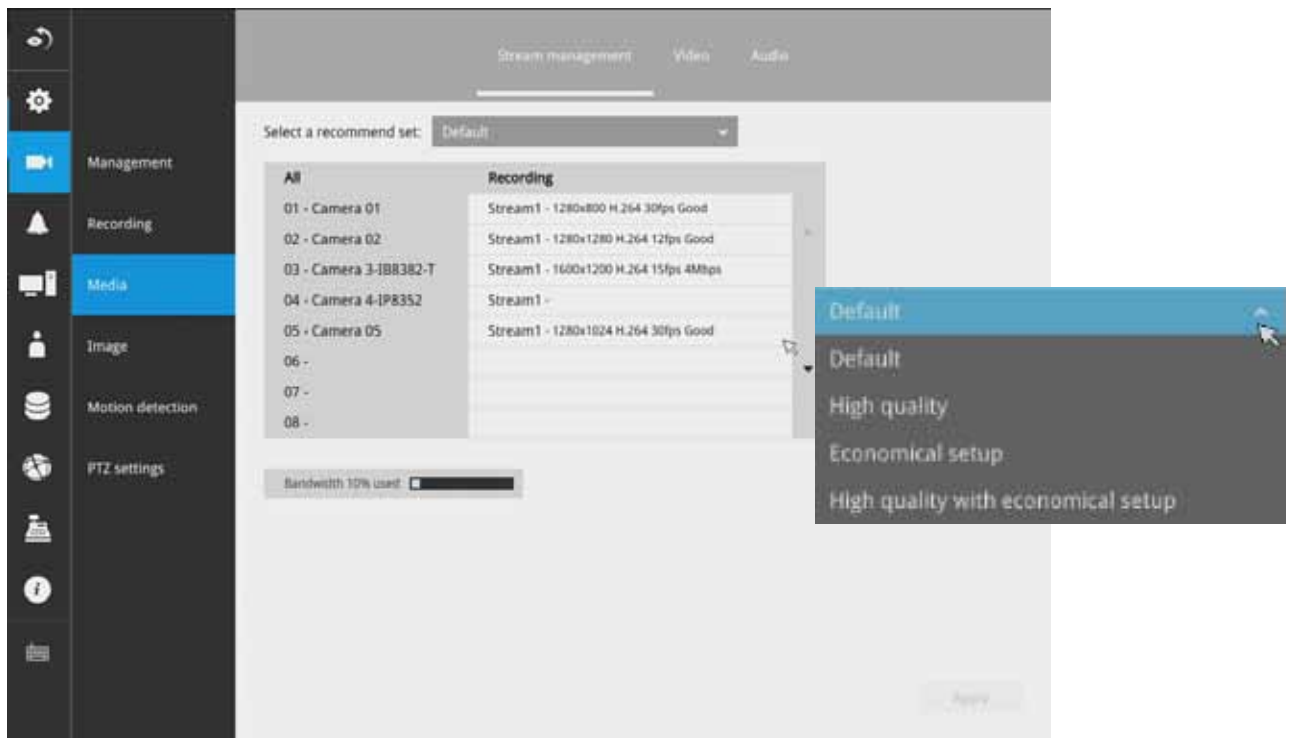 Stream management Video Audio
Select a recommend set: Default
Management
Recording
Media
Image
Motion detection
PTZ settings
All Recording
01 - Camera 01 Stream1 - 1280x800 H.264 30fps Good
02 - Camera 02 Stream1 - 1280x1280 H.264 12fps Good
03 - Camera 3-IB8382-T Stream1 - 1600x1200 H.264 15fps 4Mbps
04 - Camera 4-IP8352 Stream1 -
05 - Camera 05 Stream1 - 1280x1024 H.264 30fps Good
06 -
07 -
08 -
Bandwidth 10% used
Default
Default
High quality
Economical setup
High quality with economical setup
Apply